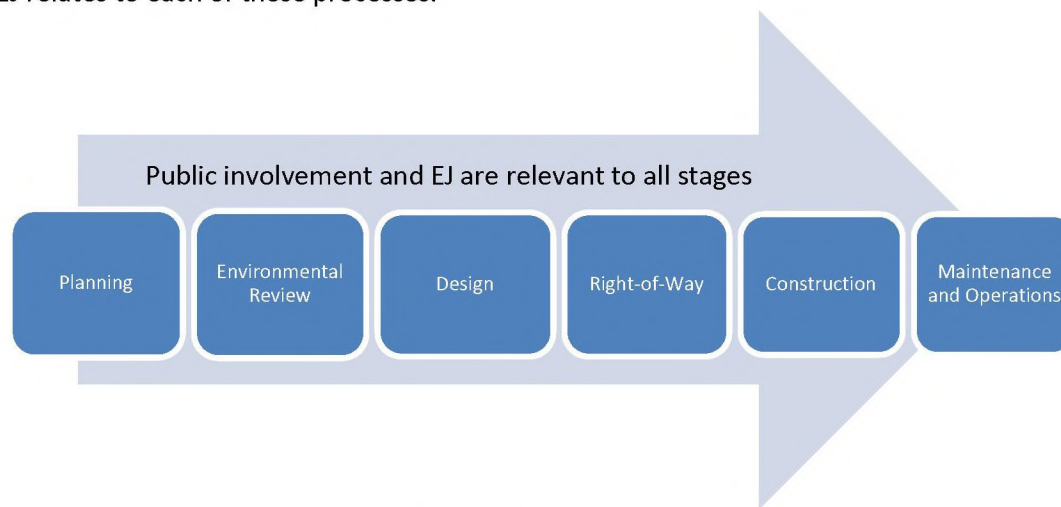 EJ relates to each of these processes.
Public involvement and EJ are relevant to all stages
Planning
Environmental
Review
Design
Right-of-Way
Construction
Maintenance
and Operations